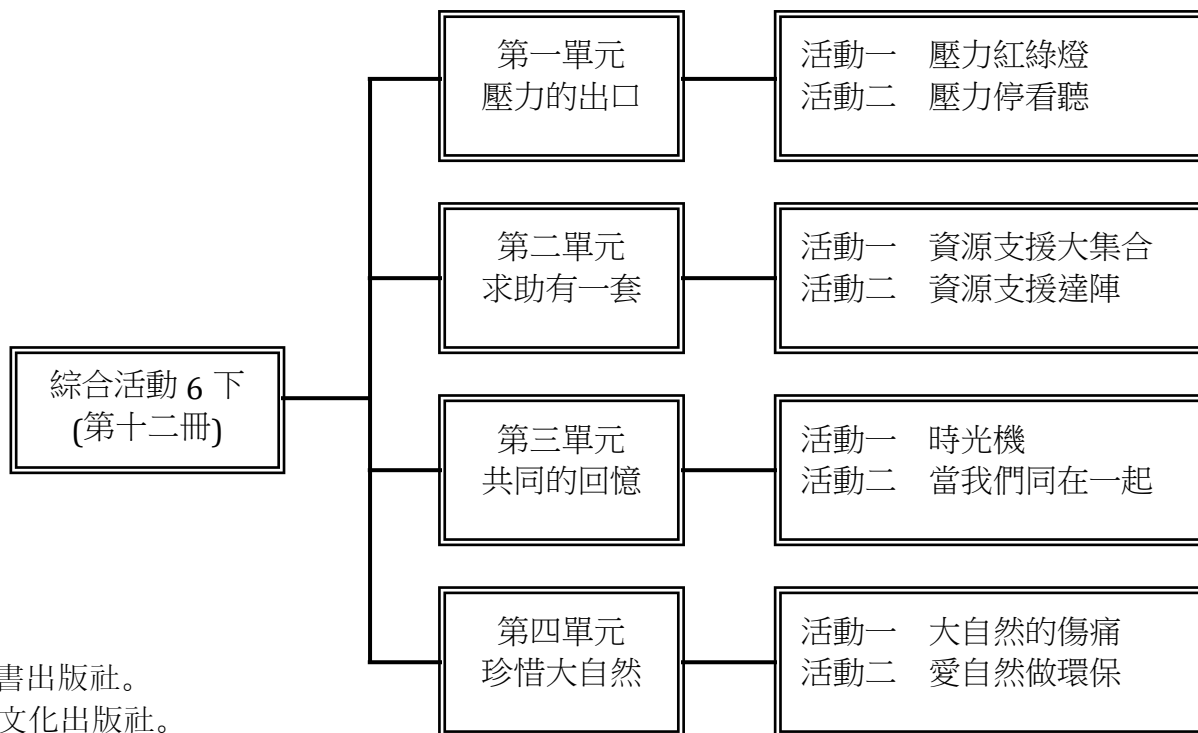 綜合活動 6 下
(第十二冊)
第一單元
壓力的出口
活動一　壓力紅綠燈
活動二　壓力停看聽
第二單元
求助有一套
活動一　資源支援大集合
活動二　資源支援達陣
第三單元
共同的回憶
活動一　時光機
活動二　當我們同在一起
第四單元
珍惜大自然
活動一　大自然的傷痛
活動二　愛自然做環保
書出版社。
文化出版社。